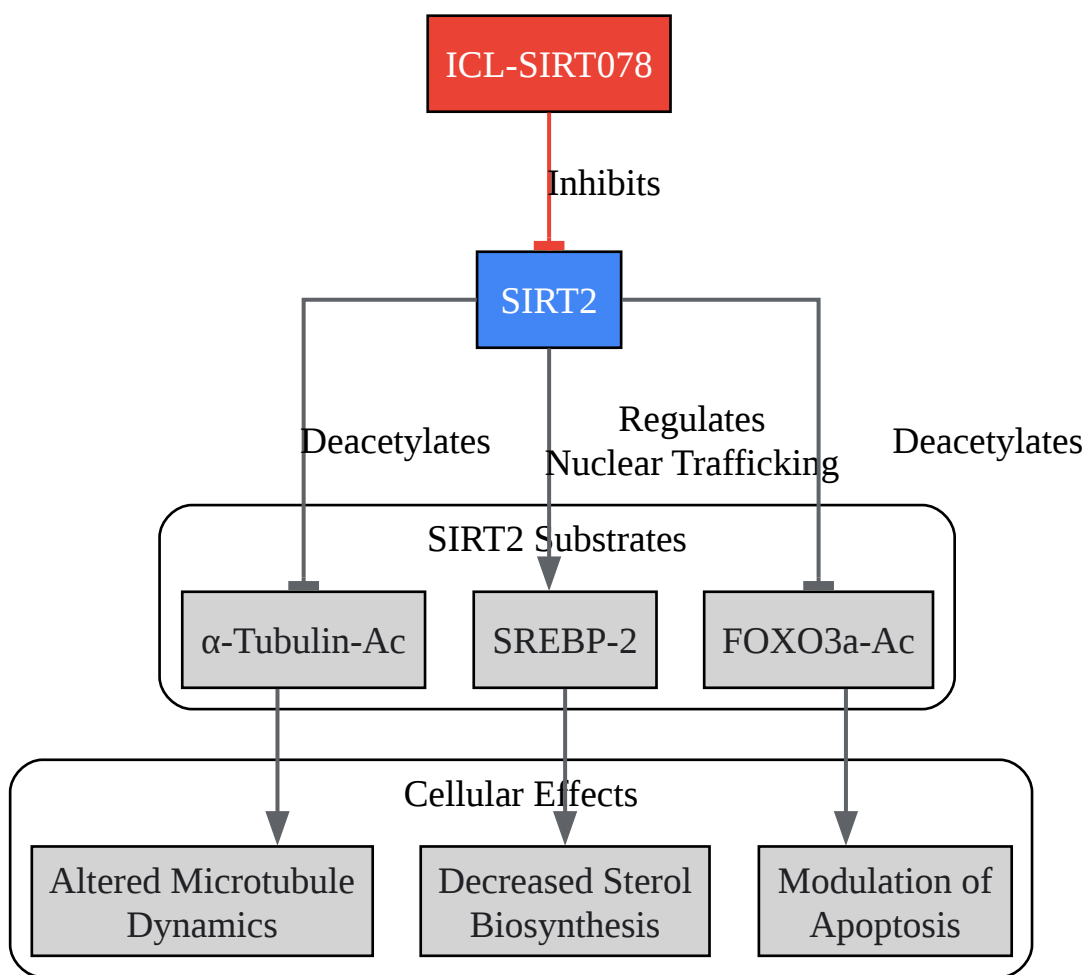 ICL-SIRT078
Inhibits
SIRT2
Deacetylates
Regulates
Nuclear Trafficking
Deacetylates
SIRT2 Substrates
α-Tubulin-Ac
SREBP-2
FOXO3a-Ac
Cellular Effects
Altered Microtubule
Dynamics
Decreased Sterol
Biosynthesis
Modulation of
Apoptosis